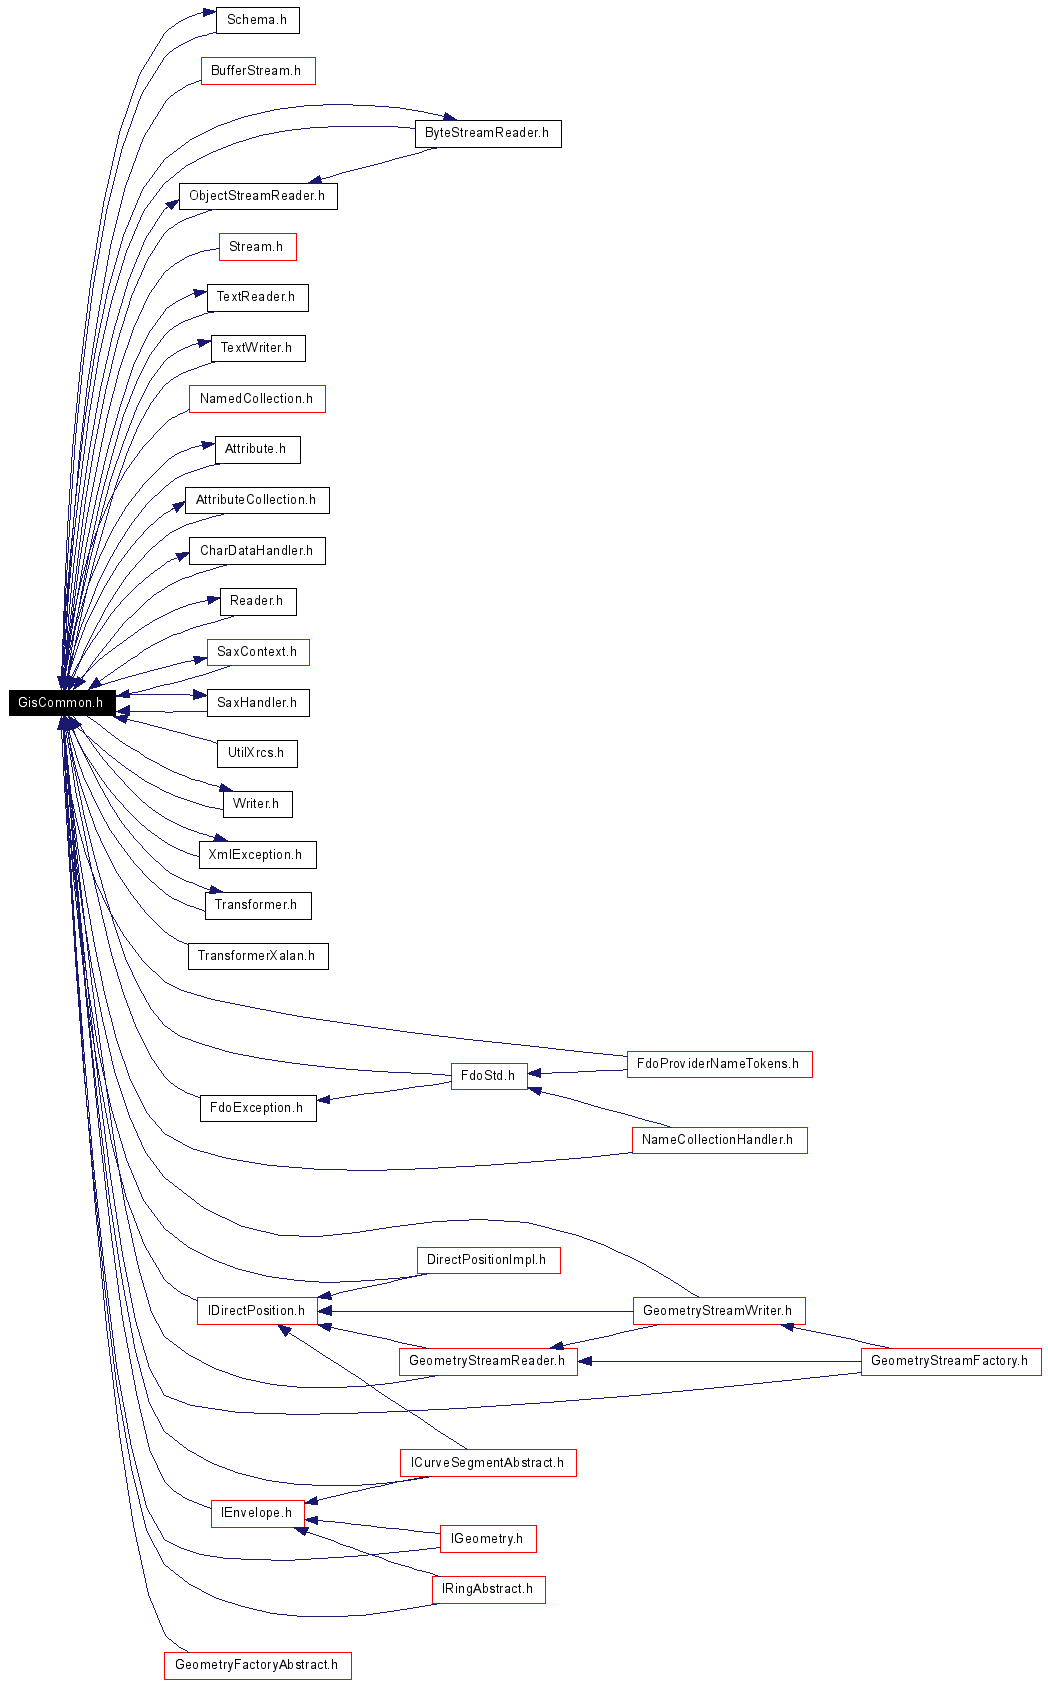 Schema.h
BufferStream.h
ByteStreamReader.h
ObjectStreamReader.h
Stream.h
TextReader.h
TextWriter.h
NamedCollection.h
Attribute.h
AttributeCollection.h
CharDataHandler.h
Reader.h
SaxContext.h
GisCommon.h
SaxHandler.h
UtilXrcs.h
Writer.h
XmlException.h
Transformer.h
TransformerXalan.h
FdoProviderNameTokens.h
FdoStd.h
FdoException.h
NameCollectionHandler.h
DirectPositionImpl.h
IDirectPosition.h
GeometryStreamWriter.h
GeometryStreamReader.h
GeometryStreamFactory.h
ICurveSegmentAbstract.h
IEnvelope.h
IGeometry.h
IRingAbstract.h
GeometryFactoryAbstract.h